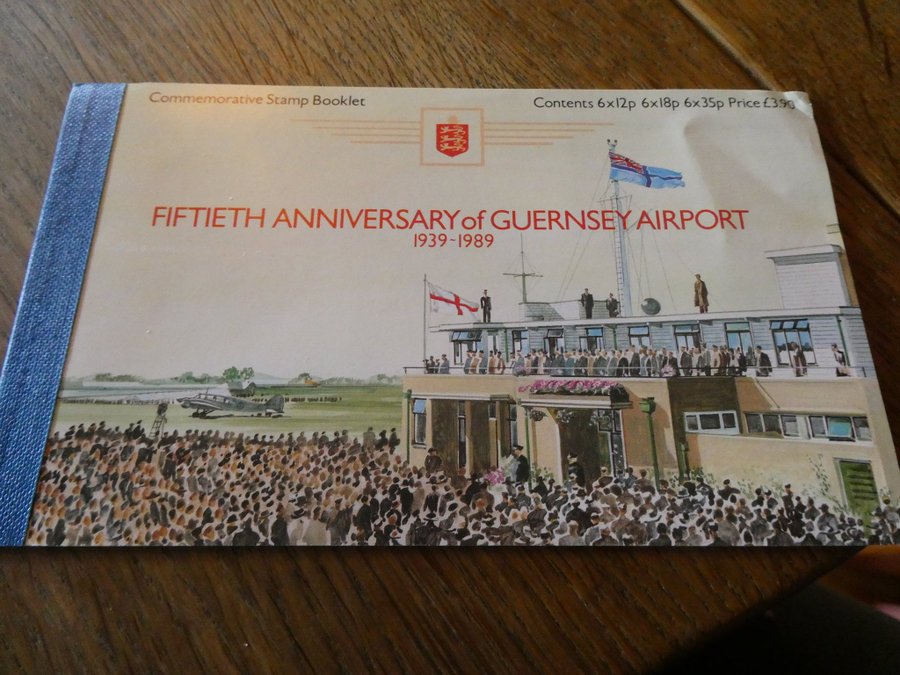 Commemorative Stamp Booklet
Contents 6x12p 6x18p 6x35p Price £3.90
FIFTIETH ANNIVERSARY of GUERNSEY AIRPORT
1939~1989